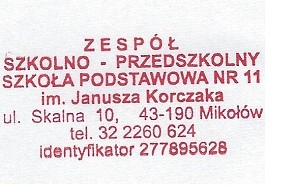 ZESPÓŁ
SZKOLNO - PRZEDSZKOLNY
SZKOŁA PODSTAWOWA NR 11
im. Janusza Korczaka
ul. Skalna 10, 43-190 Mikołów
tel. 32 2260 624
identyfikator 277895628